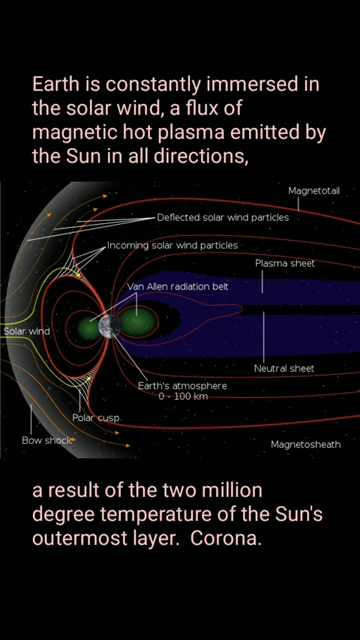 Earth is constantly immersed in
the solar wind, a flux of
magnetic hot plasma emitted by
the Sun in all directions,
Magnetotail
Deflected solar wind particles
Incoming solar wind particles
Plasma sheet
Van Allen radiation belt
Solar wind
Neutral sheet
Earth's atmosphere
0 - 100 km
Polar cusp
Bow shock
Magnetosheath
a result of the two million
degree temperature of the Sun's
outermost layer.  Corona.